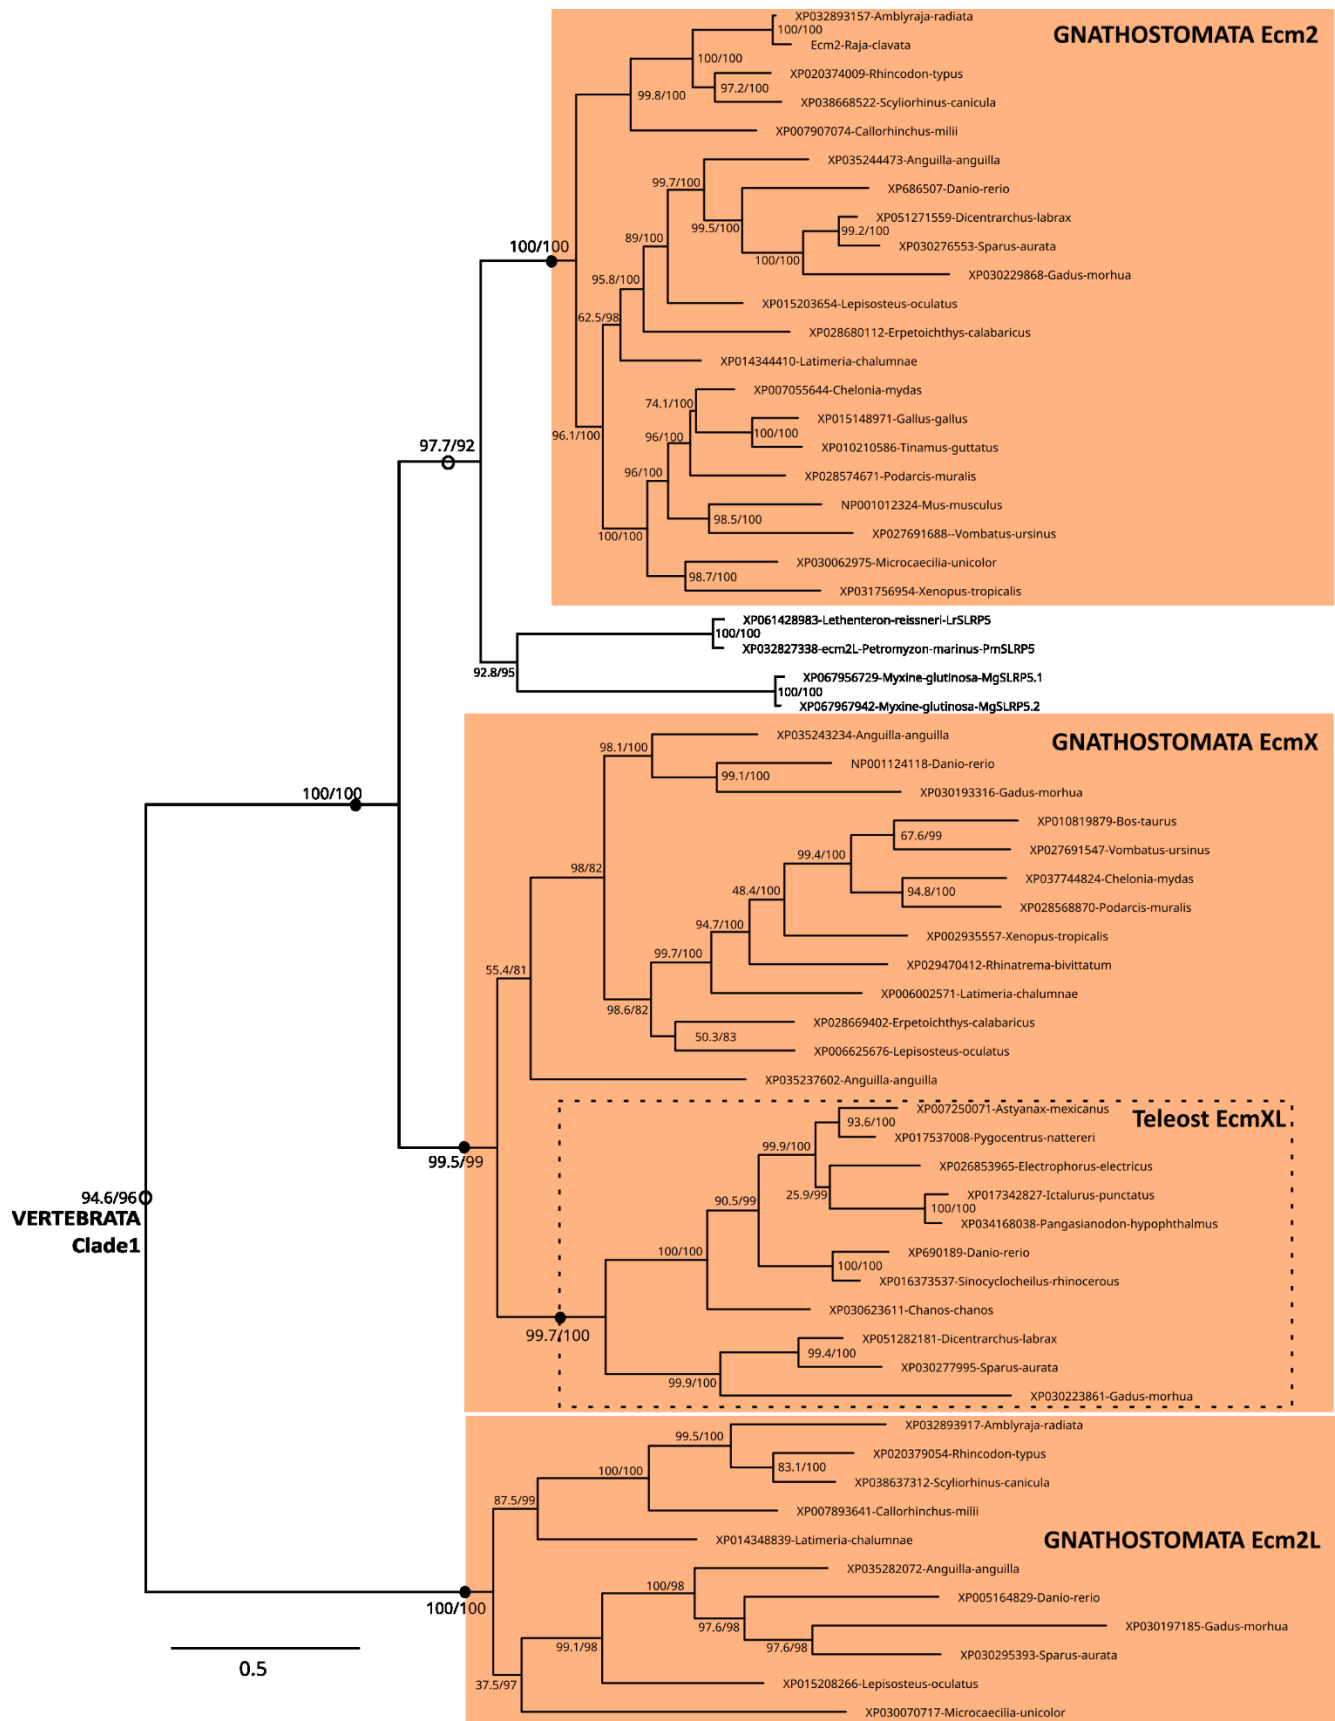 XP032893157-Amblyraja-radiata
GNATHOSTOMATA Ecm2
100/100
Ecm2-Raja-clavata
100/100
XP020374009-Rhincodon-typus
97.2/100
99.8/100
XP038668522-Scyliorhinus-canicula
XP007907074-Callorhinchus-milii
XP035244473-Anguilla-anguilla
99.7/100
XP686507-Danio-rerio
XP051271559-Dicentrarchus-labrax
99.5/100
99.2/100
89/100
XP030276553-Sparus-aurata
100/100
100/100
XP030229868-Gadus-morhua
95.8/100
XP015203654-Lepisosteus-oculatus
62.5/98
XP028680112-Erpetoichthys-calabaricus
XP014344410-Latimeria-chalumnae
XP007055644-Chelonia-mydas
74.1/100
XP015148971-Gallus-gallus
100/100
96.1/100
96/100
97.7/92
XP010210586-Tinamus-guttatus
96/100
XP028574671-Podarcis-muralis
NP001012324-Mus-musculus
98.5/100
100/100
XP027691688--Vombatus-ursinus
XP030062975-Microcaecilia-unicolor
98.7/100
XP031756954-Xenopus-tropicalis
XP061428983-Lethenteron-reissneri-LrSLRP5
100/100
XP032827338-ecm2L-Petromyzon-marinus-PmSLRP5
92.8/95
XP067956729-Myxine-glutinosa-MgSLRP5.1
100/100
XP067967942-Myxine-glutinosa-MgSLRP5.2
XP035243234-Anguilla-anguilla
GNATHOSTOMATA EcmX
98.1/100
NP001124118-Danio-rerio
99.1/100
100/100
XP030193316-Gadus-morhua
XP010819879-Bos-taurus
67.6/99
99.4/100
XP027691547-Vombatus-ursinus
98/82
XP037744824-Chelonia-mydas
94.8/100
48.4/100
XP028568870-Podarcis-muralis
94.7/100
XP002935557-Xenopus-tropicalis
99.7/100
XP029470412-Rhinatrema-bivittatum
55.4/81
XP006002571-Latimeria-chalumnae
98.6/82
XP028669402-Erpetoichthys-calabaricus
50.3/83
XP006625676-Lepisosteus-oculatus
XP035237602-Anguilla-anguilla
XP007250071-Astyanax-mexicanus
Teleost EcmXL
93.6/100
XP017537008-Pygocentrus-nattereri
99.9/100
99.5/99
XP026853965-Electrophorus-electricus
25.9/99
XP017342827-Ictalurus-punctatus
94.6/96
90.5/99
100/100
VERTEBRATA
XP034168038-Pangasianodon-hypophthalmus
Clade1
100/100
XP690189-Danio-rerio
100/100
XP016373537-Sinocyclocheilus-rhinocerous
XP030623611-Chanos-chanos
99.7/100
XP051282181-Dicentrarchus-labrax
99.4/100
XP030277995-Sparus-aurata
99.9/100
XP030223861-Gadus-morhua
XP032893917-Amblyraja-radiata
99.5/100
XP020379054-Rhincodon-typus
83.1/100
100/100
XP038637312-Scyliorhinus-canicula
87.5/99
XP007893641-Callorhinchus-milii
XP014348839-Latimeria-chalumnae
GNATHOSTOMATA Ecm2L
XP035282072-Anguilla-anguilla
100/98
100/100
XP005164829-Danio-rerio
97.6/98
XP030197185-Gadus-morhua
99.1/98
97.6/98
XP030295393-Sparus-aurata
0.5
37.5/97
XP015208266-Lepisosteus-oculatus
XP030070717-Microcaecilia-unicolor